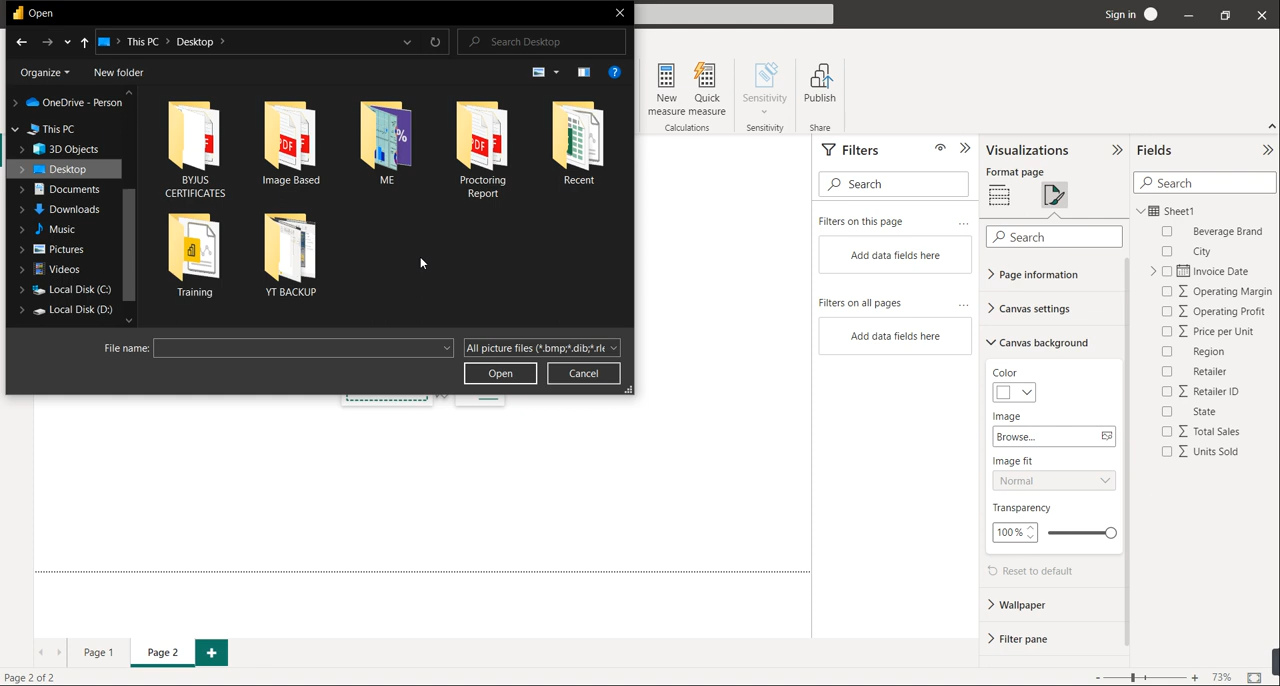 Open
Sign in
This PC
Desktop
Search Desktop
Organize
New folder
OneDrive - Person
This PC
3D Objects
Desktop
Documents
Downloads
Music
Pictures
Videos
Local Disk (C:)
Local Disk (D:)
BYJUS
CERTIFICATES
Image Based
ME
Proctoring
Report
Recent
Training
YT BACKUP
File name:
All picture files (*.bmp;*.dib;*.rle
Open
Cancel
New
measure
Quick
measure
Calculations
Sensitivity
Sensitivity
Publish
Share
Filters
Search
Filters on this page
Add data fields here
Filters on all pages
Add data fields here
Visualizations
Format page
Search
Page information
Canvas settings
Canvas background
Color
Image
Browse...
Image fit
Normal
Transparency
100 %
Reset to default
Wallpaper
Filter pane
Fields
Search
Sheet1
Beverage Brand
City
Invoice Date
Operating Margin
Operating Profit
Price per Unit
Region
Retailer
Retailer ID
State
Total Sales
Units Sold
Page 1
Page 2
Page 2 of 2
73%